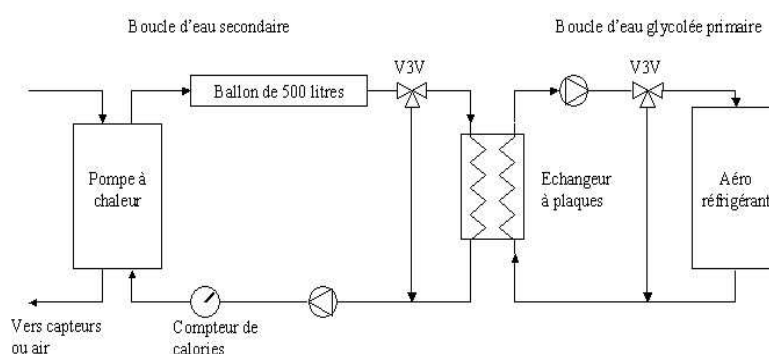 Boucle d'eau secondaire
Boucle d'eau glycolée primaire
V3V
V3V
Ballon de 500 litres
Pompe à
chaleur
Echangeur
à plaques
Aéro
réfrigérant
Vers capteurs
ou air
Compteur de
calories